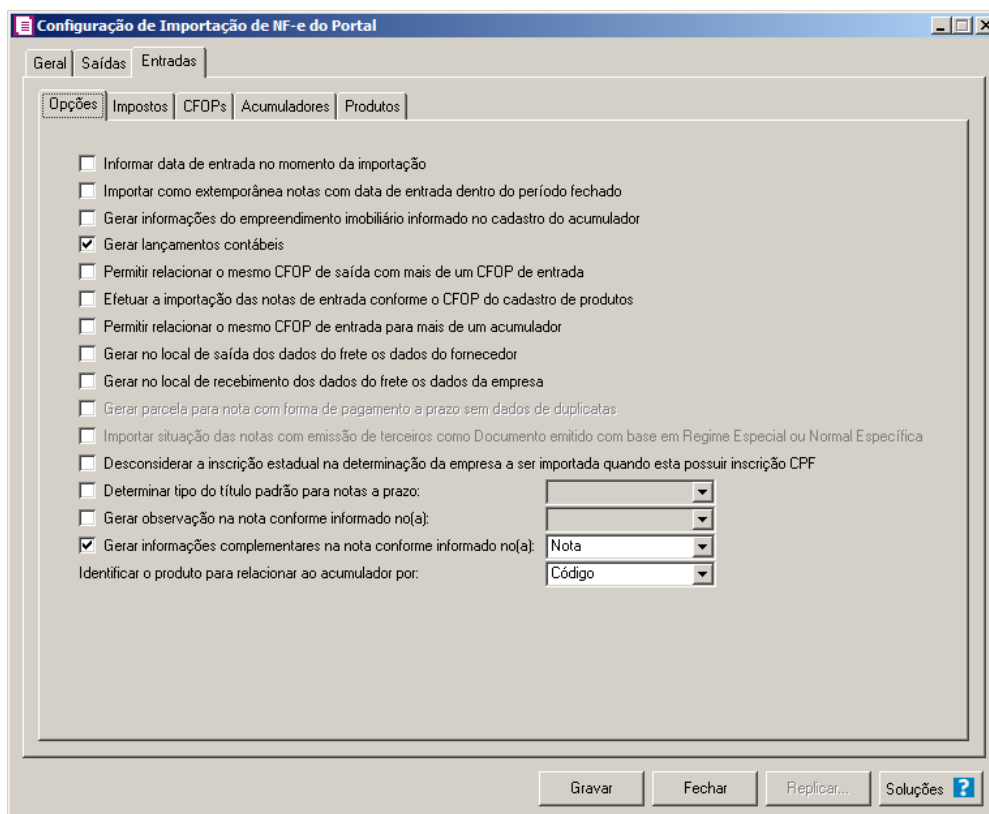 Configuração de Importação de NF-e do Portal
Geral Saídas Entradas
Opções Impostos CFOPs Acumuladores Produtos
Informar data de entrada no momento da importação
Importar como extemporânea notas com data de entrada dentro do período fechado
Gerar informações do empreendimento imobiliário informado no cadastro do acumulador
Gerar lançamentos contábeis
Permitir relacionar o mesmo CFOP de saída com mais de um CFOP de entrada
Efetuar a importação das notas de entrada conforme o CFOP do cadastro de produtos
Permitir relacionar o mesmo CFOP de entrada para mais de um acumulador
Gerar no local de saída dos dados do frete os dados do fornecedor
Gerar no local de recebimento dos dados do frete os dados da empresa
Gerar parcela para nota com forma de pagamento a prazo sem dados de duplicatas
Importar situação das notas com emissão de terceiros como Documento emitido com base em Regime Especial ou Normal Específica
Desconsiderar a inscrição estadual na determinação da empresa a ser importada quando esta possuir inscrição CPF
Determinar tipo do título padrão para notas a prazo:
Gerar observação na nota conforme informado no(a):
Gerar informações complementares na nota conforme informado no(a): Nota
Identificar o produto para relacionar ao acumulador por: Código
Gravar Fechar Replicar... Soluções ?